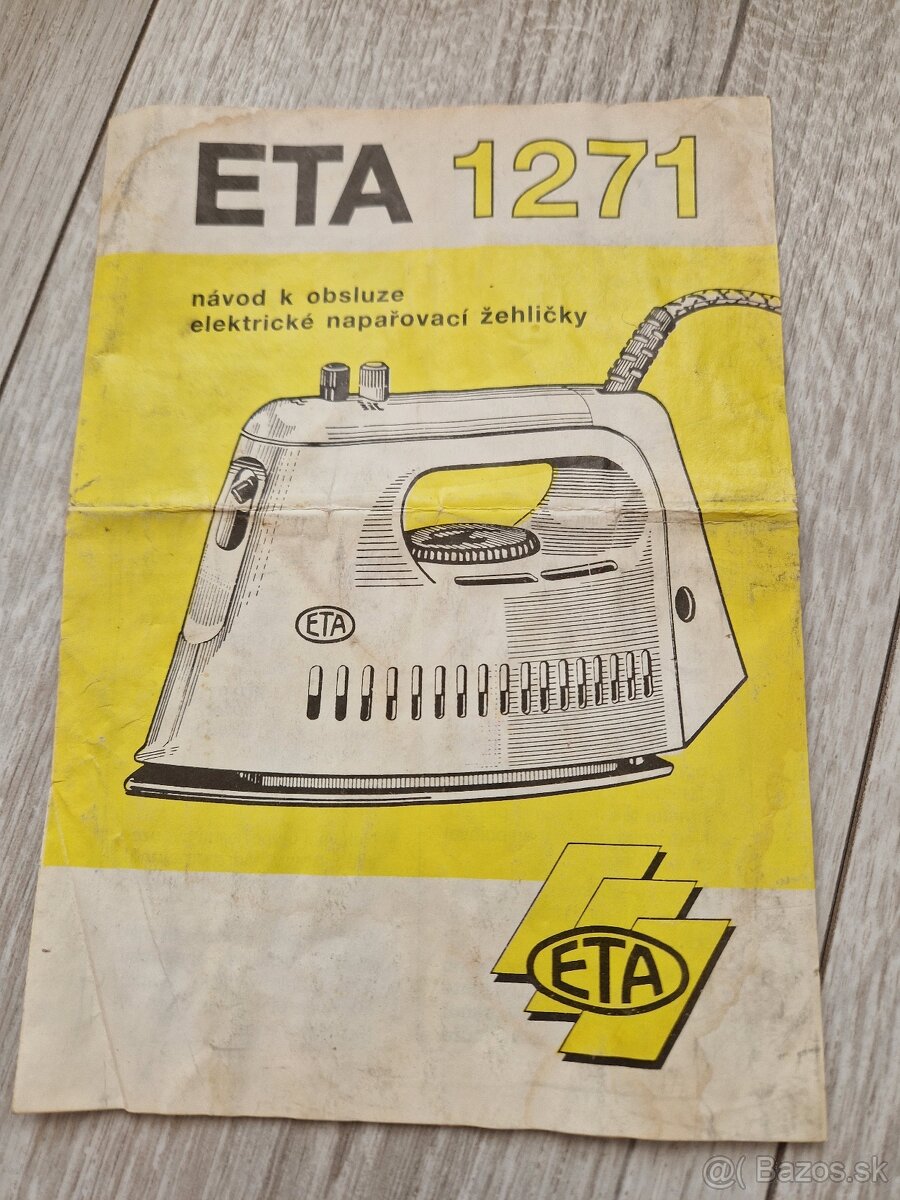 ETA 1271
návod k obsluze
elektrické napařovací žehličky
ETA
ETA
@( Bazos.sk